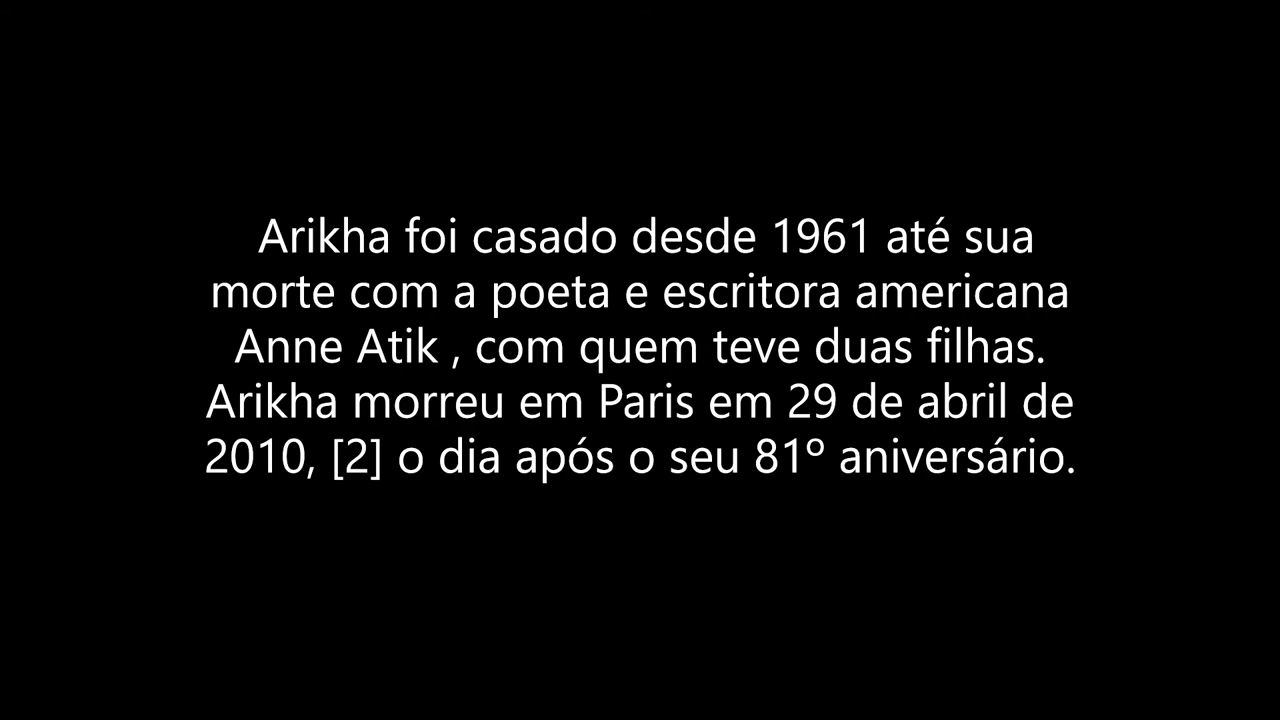 Arikha foi casado desde 1961 até sua
morte com a poeta e escritora americana
Anne Atik , com quem teve duas filhas.
Arikha morreu em Paris em 29 de abril de
2010, [2] o dia após o seu 81º aniversário.